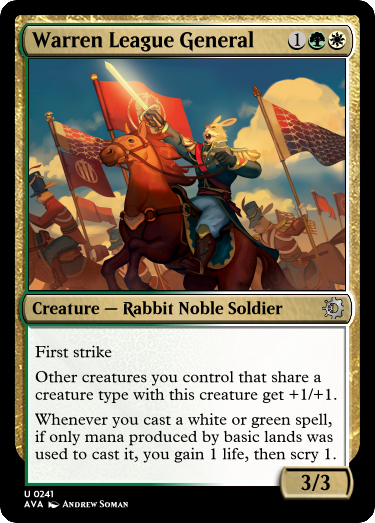 Warren League General 1
Creature — Rabbit Noble Soldier
First strike
Other creatures you control that share a
creature type with this creature get +1/+1.
Whenever you cast a white or green spell,
if only mana produced by basic lands was
used to cast it, you gain 1 life, then scry 1.
3/3
U 0241
AVA Andrew Soman